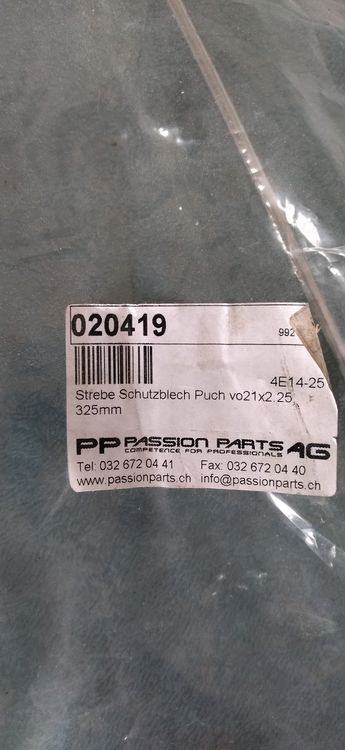 020419
992
4E14-25
Strebe Schutzblech Puch vo21x2.25,
325mm
PP PASSION PARTS AG
COMPETENCE FOR PROFESSIONALS
Tel: 032 672 04 41 Fax: 032 672 04 40
www.passionparts.ch info@passionparts.ch